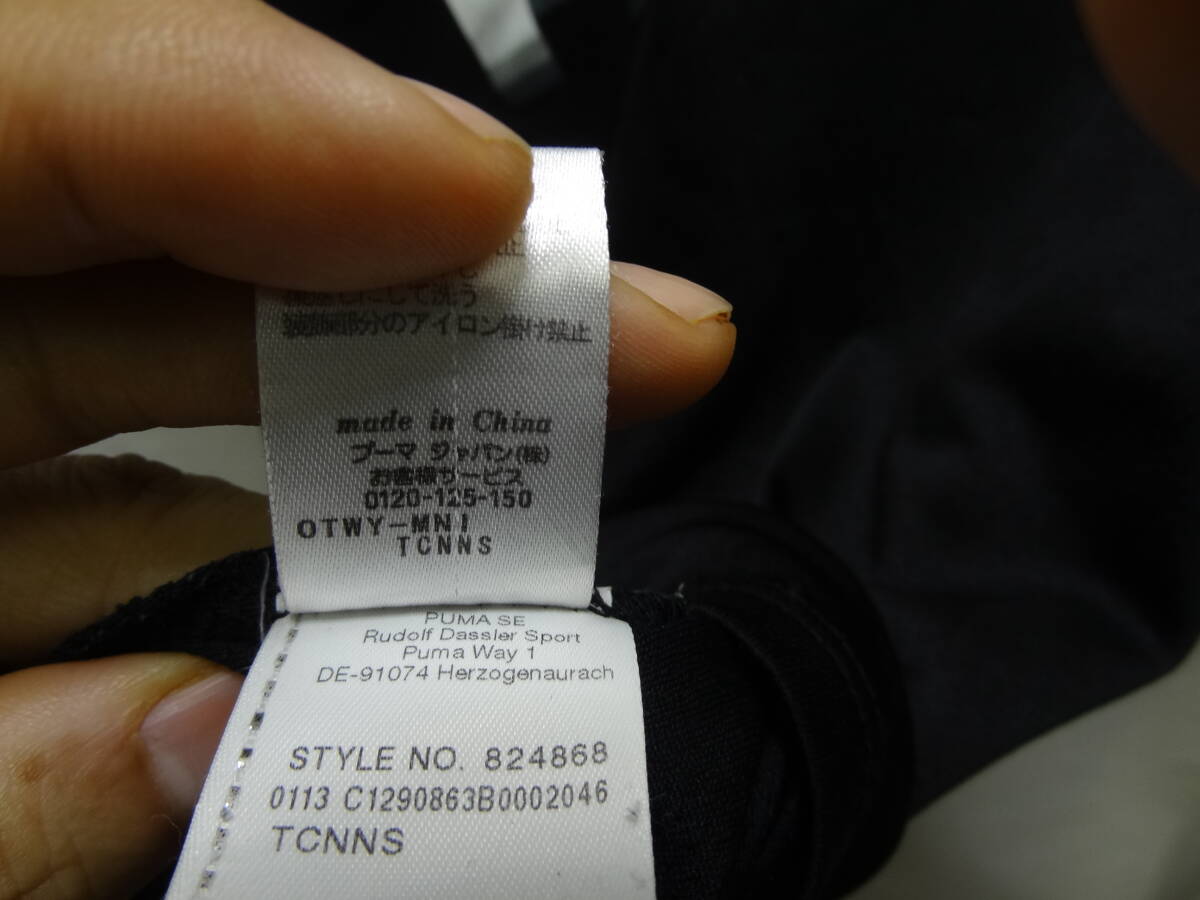 止
にして洗う
装飾部分のアイロン掛け禁止
made in China
プーマ ジャパン(株)
お客様サービス
0120-125-150
OTWY-MNI
TCNNS
PUMA SE
Rudolf Dassler Sport
Puma Way 1
DE-91074 Herzogenaurach
STYLE NO. 824868
0113 C1290863B0002046
TCNNS